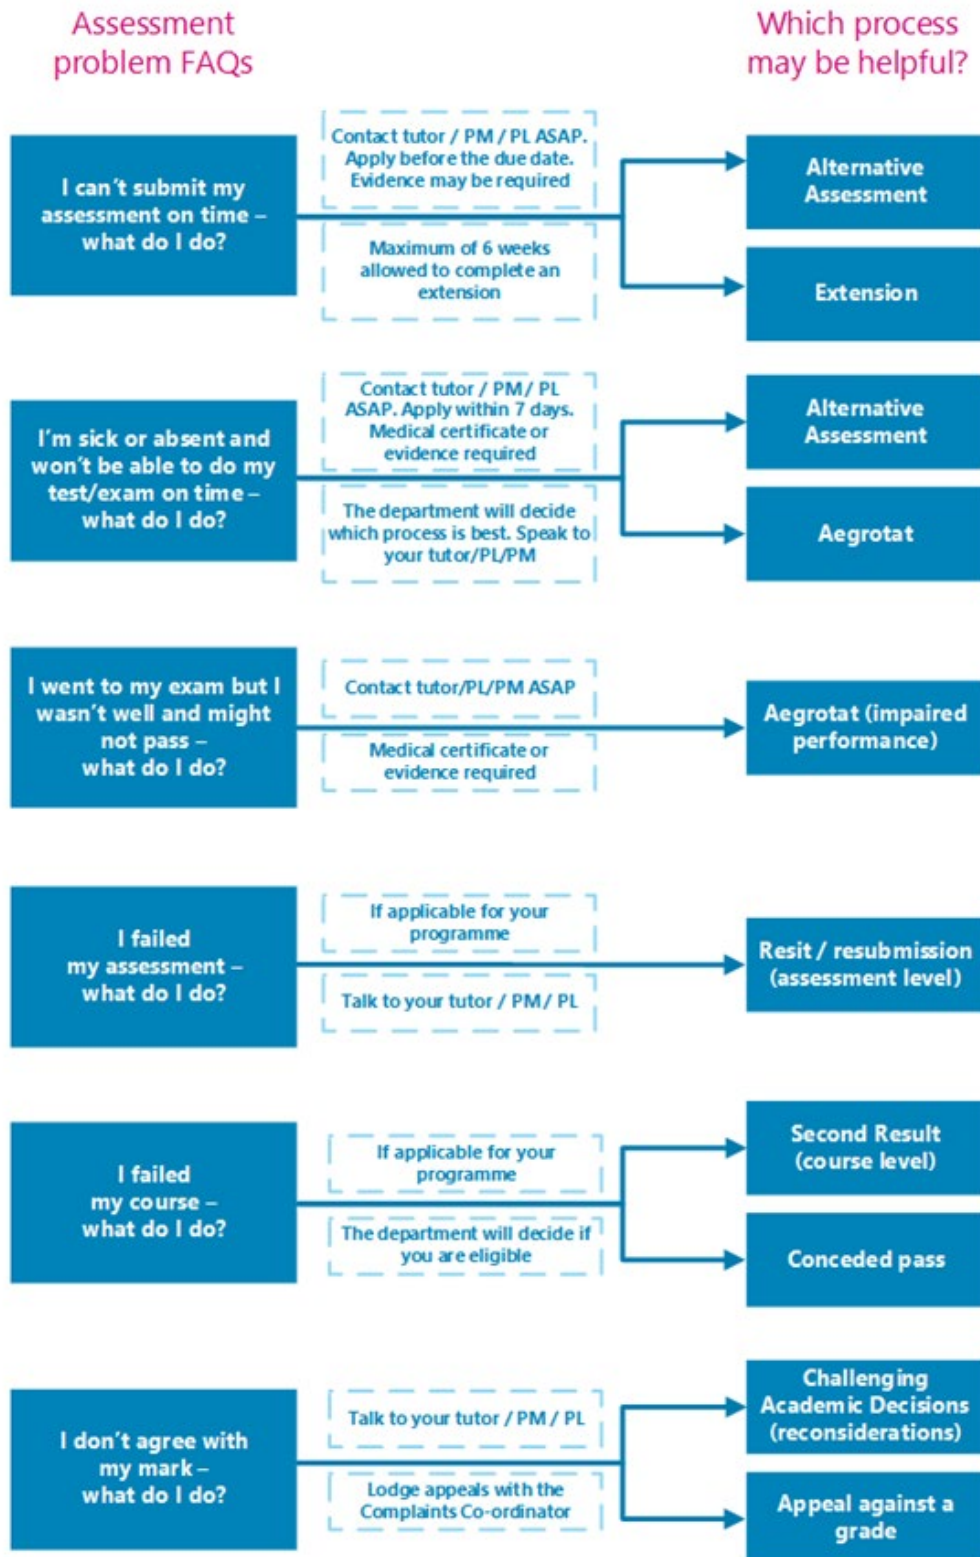 Assessment
problem FAQs
Which process
may be helpful?
I can't submit my
assessment on time –
what do I do?
Contact tutor / PM / PL ASAP.
Apply before the due date.
Evidence may be required
Maximum of 6 weeks
allowed to complete an
extension
Alternative
Assessment
Extension
I'm sick or absent and
won't be able to do my
test/exam on time –
what do I do?
Contact tutor / PM/ PL
ASAP. Apply within 7 days.
Medical certificate or
evidence required
The department will decide
which process is best. Speak to
your tutor/PL/PM
Alternative
Assessment
Aegrotat
I went to my exam but I
wasn't well and might
not pass –
what do I do?
Contact tutor/PL/PM ASAP
Medical certificate or
evidence required
Aegrotat (impaired
performance)
I failed
my assessment –
what do I do?
If applicable for your
programme
Talk to your tutor / PM / PL
Resit / resubmission
(assessment level)
I failed
my course –
what do I do?
If applicable for your
programme
The department will decide if
you are eligible
Second Result
(course level)
Conceded pass
I don't agree with
my mark –
what do I do?
Talk to your tutor / PM / PL
Lodge appeals with the
Complaints Co-ordinator
Challenging
Academic Decisions
(reconsiderations)
Appeal against a
grade